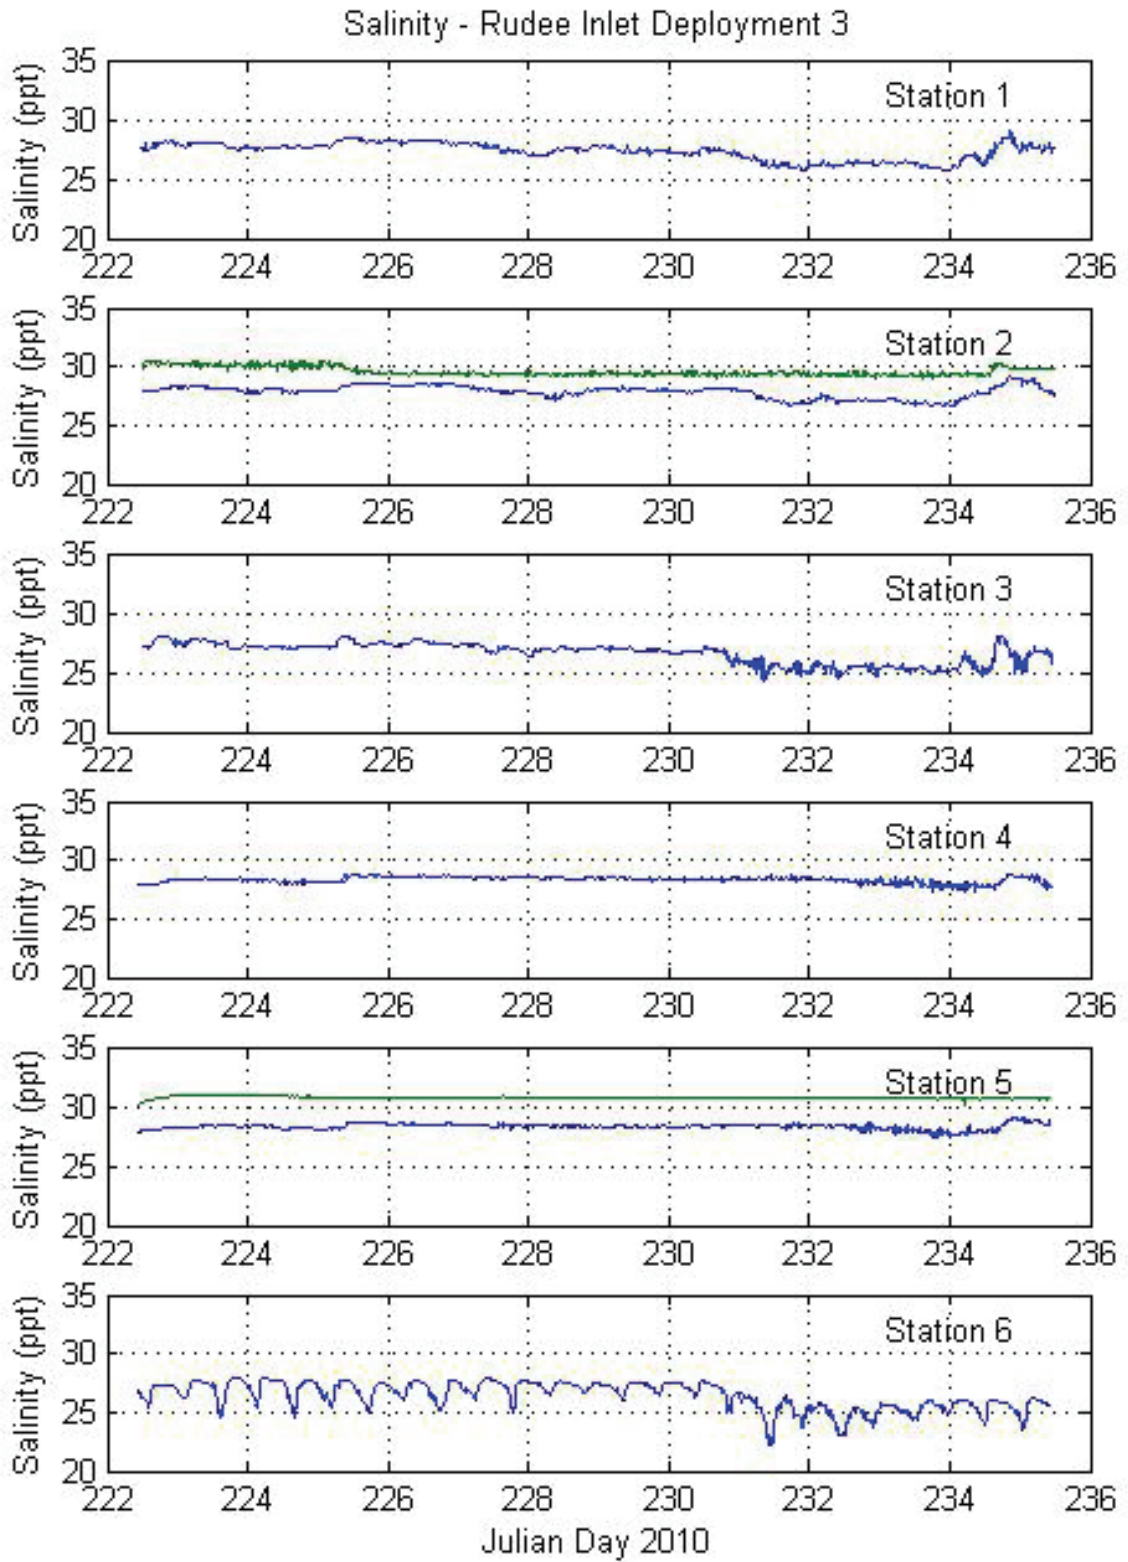 Salinity - Rudee Inlet Deployment 3
35
30
25
20
Salinity (ppt)
Station 1
222 224 226 228 230 232 234 236
35
30
25
20
Salinity (ppt)
Station 2
222 224 226 228 230 232 234 236
35
30
25
20
Salinity (ppt)
Station 3
222 224 226 228 230 232 234 236
35
30
25
20
Salinity (ppt)
Station 4
222 224 226 228 230 232 234 236
35
30
25
20
Salinity (ppt)
Station 5
222 224 226 228 230 232 234 236
35
30
25
20
Salinity (ppt)
Station 6
222 224 226 228 230 232 234 236
Julian Day 2010